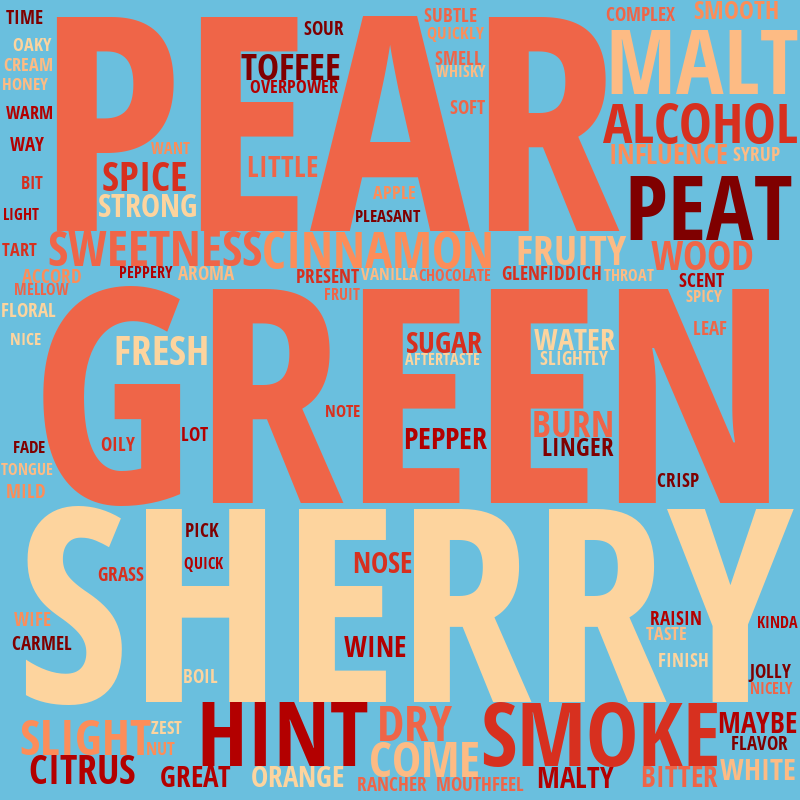 TIME
SOUR
SUBTLE
COMPLEX
SMOOTH
PEAR
QUICKLY
OAKY
TOFFEE
SMELL
MALT
CREAM
WHISKY
HONEY
OVERPOWER
WARM
SOFT
ALCOHOL
WAY
WANT
INFLUENCE
SYRUP
BIT
SPICE
LITTLE
APPLE
PEAT
LIGHT
STRONG
PLEASANT
TART
SWEETNESS
CINNAMON
FRUITY
WOOD
ACCORD
PEPPERY
AROMA
PRESENT
VANILLA
CHOCOLATE
GLENFIDDICH
THROAT
SCENT
MELLOW
FRUIT
SPICY
GREEN
FLORAL
LEAF
NICE
FRESH
SUGAR
WATER
AFTERTASTE
SLIGHTLY
NOTE
BURN
FADE
OILY
LOT
PEPPER
LINGER
TONGUE
MILD
CRISP
SHERRY
PICK
QUICK
NOSE
GRASS
WIFE
RAISIN
KINDA
CARMEL
WINE
TASTE
FINISH
BOIL
JOLLY
NICELY
SLIGHT
ZEST
HINT
DRY
SMOKE
MAYBE
NUT
COME
FLAVOR
CITRUS
GREAT
ORANGE
RANCHER
MOUTHFEEL
MALTY
BITTER
WHITE